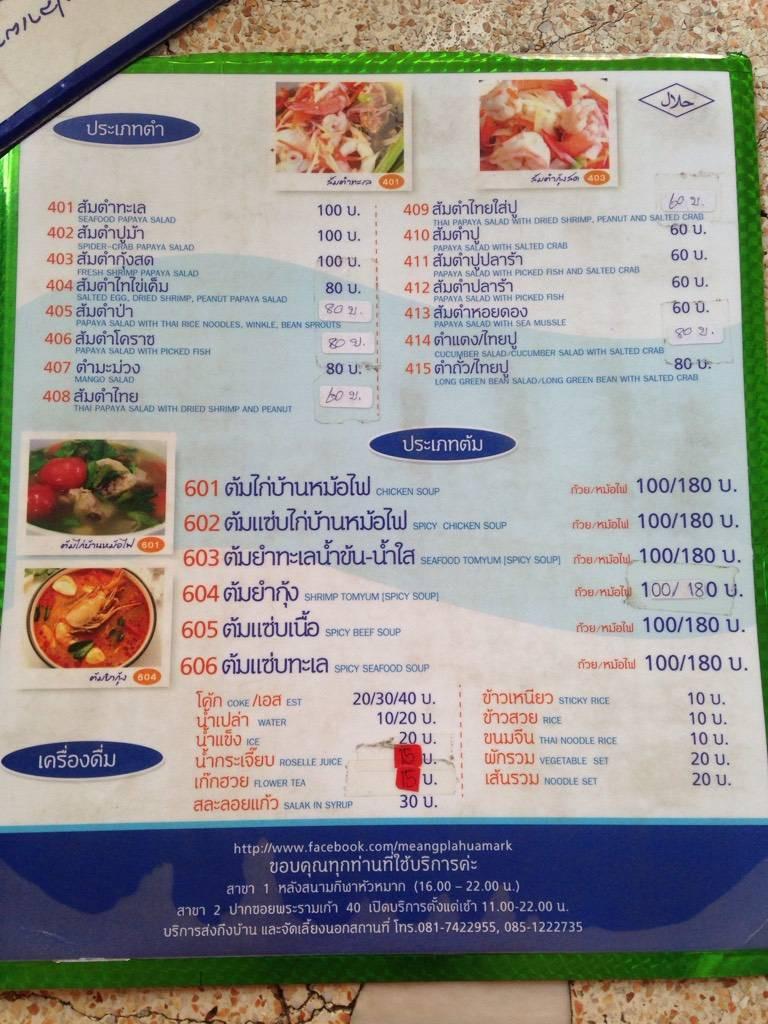 حلال
ประเภทตำ
ส้มตำทะเล 401
ส้มตำกุ้งสด 403
401 ส้มตำทะเล 100 บ.
SEAFOOD PAPAYA SALAD
402 ส้มตำปูม้า 100 บ.
SPIDER-CRAB PAPAYA SALAD
403 ส้มตำกุ้งสด 100 บ.
FRESH SHRIMP PAPAYA SALAD
404 ส้มตำไทไข่เค็ม 80 บ.
SALTED EGG, DRIED SHRIMP, PEANUT PAPAYA SALAD
405 ส้มตำป่า 80 บ.
PAPAYA SALAD WITH THAI RICE NOODLES, WINKLE, BEAN SPROUTS
406 ส้มตำโคราช 80 บ.
PAPAYA SALAD WITH PICKED FISH
407 ตำมะม่วง 80 บ.
MANGO SALAD
408 ส้มตำไทย 60 บ.
THAI PAPAYA SALAD WITH DRIED SHRIMP AND PEANUT
409 ส้มตำไทยใส่ปู 60 บ.
THAI PAPAYA SALAD WITH DRIED SHRIMP, PEANUT AND SALTED CRAB
410 ส้มตำปู 60 บ.
PAPAYA SALAD WITH SALTED CRAB
411 ส้มตำปูปลาร้า 60 บ.
PAPAYA SALAD WITH PICKED FISH AND SALTED CRAB
412 ส้มตำปลาร้า 60 บ.
PAPAYA SALAD WITH PICKED FISH
413 ส้มตำหอยดอง 60 บ.
PAPAYA SALAD WITH SEA MUSSLE
414 ตำแตง/ไทยปู 80 บ.
CUCUMBER SALAD/CUCUMBER SALAD WITH SALTED CRAB
415 ตำถั่ว/ไทยปู 80 บ.
LONG GREEN BEAN SALAD/LONG GREEN BEAN WITH SALTED CRAB
ประเภทต้ม
ต้มไก่บ้านหม้อไฟ 601
ต้มยำกุ้ง 604
601 ต้มไก่บ้านหม้อไฟ CHICKEN SOUP ถ้วย/หม้อไฟ 100/180 บ.
602 ต้มแซ่บไก่บ้านหม้อไฟ SPICY CHICKEN SOUP ถ้วย/หม้อไฟ 100/180 บ.
603 ต้มยำทะเลน้ำข้น-น้ำใส SEAFOOD TOMYUM [SPICY SOUP] ถ้วย/หม้อไฟ 100/180 บ.
604 ต้มยำกุ้ง SHRIMP TOMYUM [SPICY SOUP] ถ้วย/หม้อไฟ 100/180 บ.
605 ต้มแซ่บเนื้อ SPICY BEEF SOUP ถ้วย/หม้อไฟ 100/180 บ.
606 ต้มแซ่บทะเล SPICY SEAFOOD SOUP ถ้วย/หม้อไฟ 100/180 บ.
เครื่องดื่ม
โค้ก COKE /เอส EST 20/30/40 บ.
น้ำเปล่า WATER 10/20 บ.
น้ำแข็ง ICE 20 บ.
น้ำกระเจี๊ยบ ROSELLE JUICE 15 บ.
เก๊กฮวย FLOWER TEA 15 บ.
สละลอยแก้ว SALAK IN SYRUP 30 บ.
ข้าวเหนียว STICKY RICE 10 บ.
ข้าวสวย RICE 10 บ.
ขนมจีน THAI NOODLE RICE 10 บ.
ผักรวม VEGETABLE SET 20 บ.
เส้นรวม NOODLE SET 20 บ.
http://www.facebook.com/meangplahuamark
ขอบคุณทุกท่านที่ใช้บริการค่ะ
สาขา 1 หลังสนามกีฬาหัวหมาก (16.00 – 22.00 น.)
สาขา 2 ปากซอยพระรามเก้า 40 เปิดบริการตั้งแต่เช้า 11.00-22.00 น.
บริการส่งถึงบ้าน และจัดเลี้ยงนอกสถานที่ โทร.081-7422955, 085-1222735